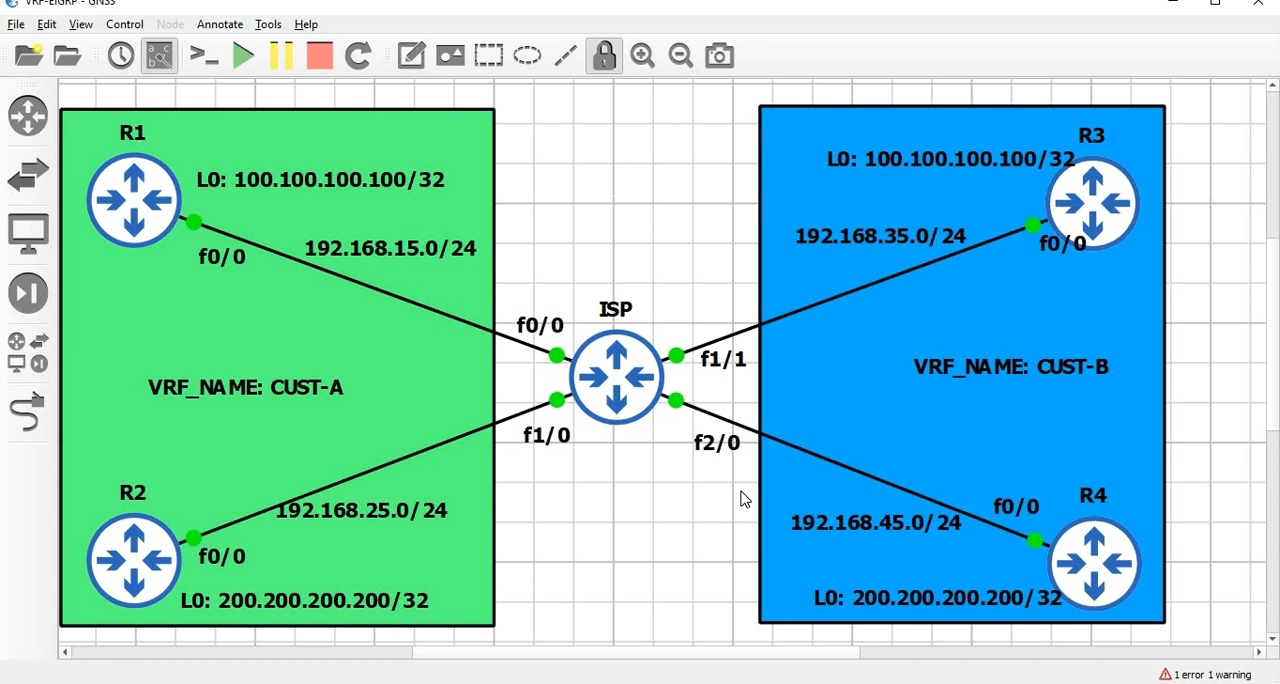 VRF-EIGRP - GNS3
File Edit View Control Node Annotate Tools Help
R1
L0: 100.100.100.100/32
192.168.15.0/24
f0/0
VRF_NAME: CUST-A
R2
192.168.25.0/24
f0/0
L0: 200.200.200.200/32
ISP
f0/0
f1/1
f1/0
f2/0
R3
L0: 100.100.100.100/32
192.168.35.0/24
f0/0
VRF_NAME: CUST-B
R4
f0/0
192.168.45.0/24
L0: 200.200.200.200/32
1 error 1 warning